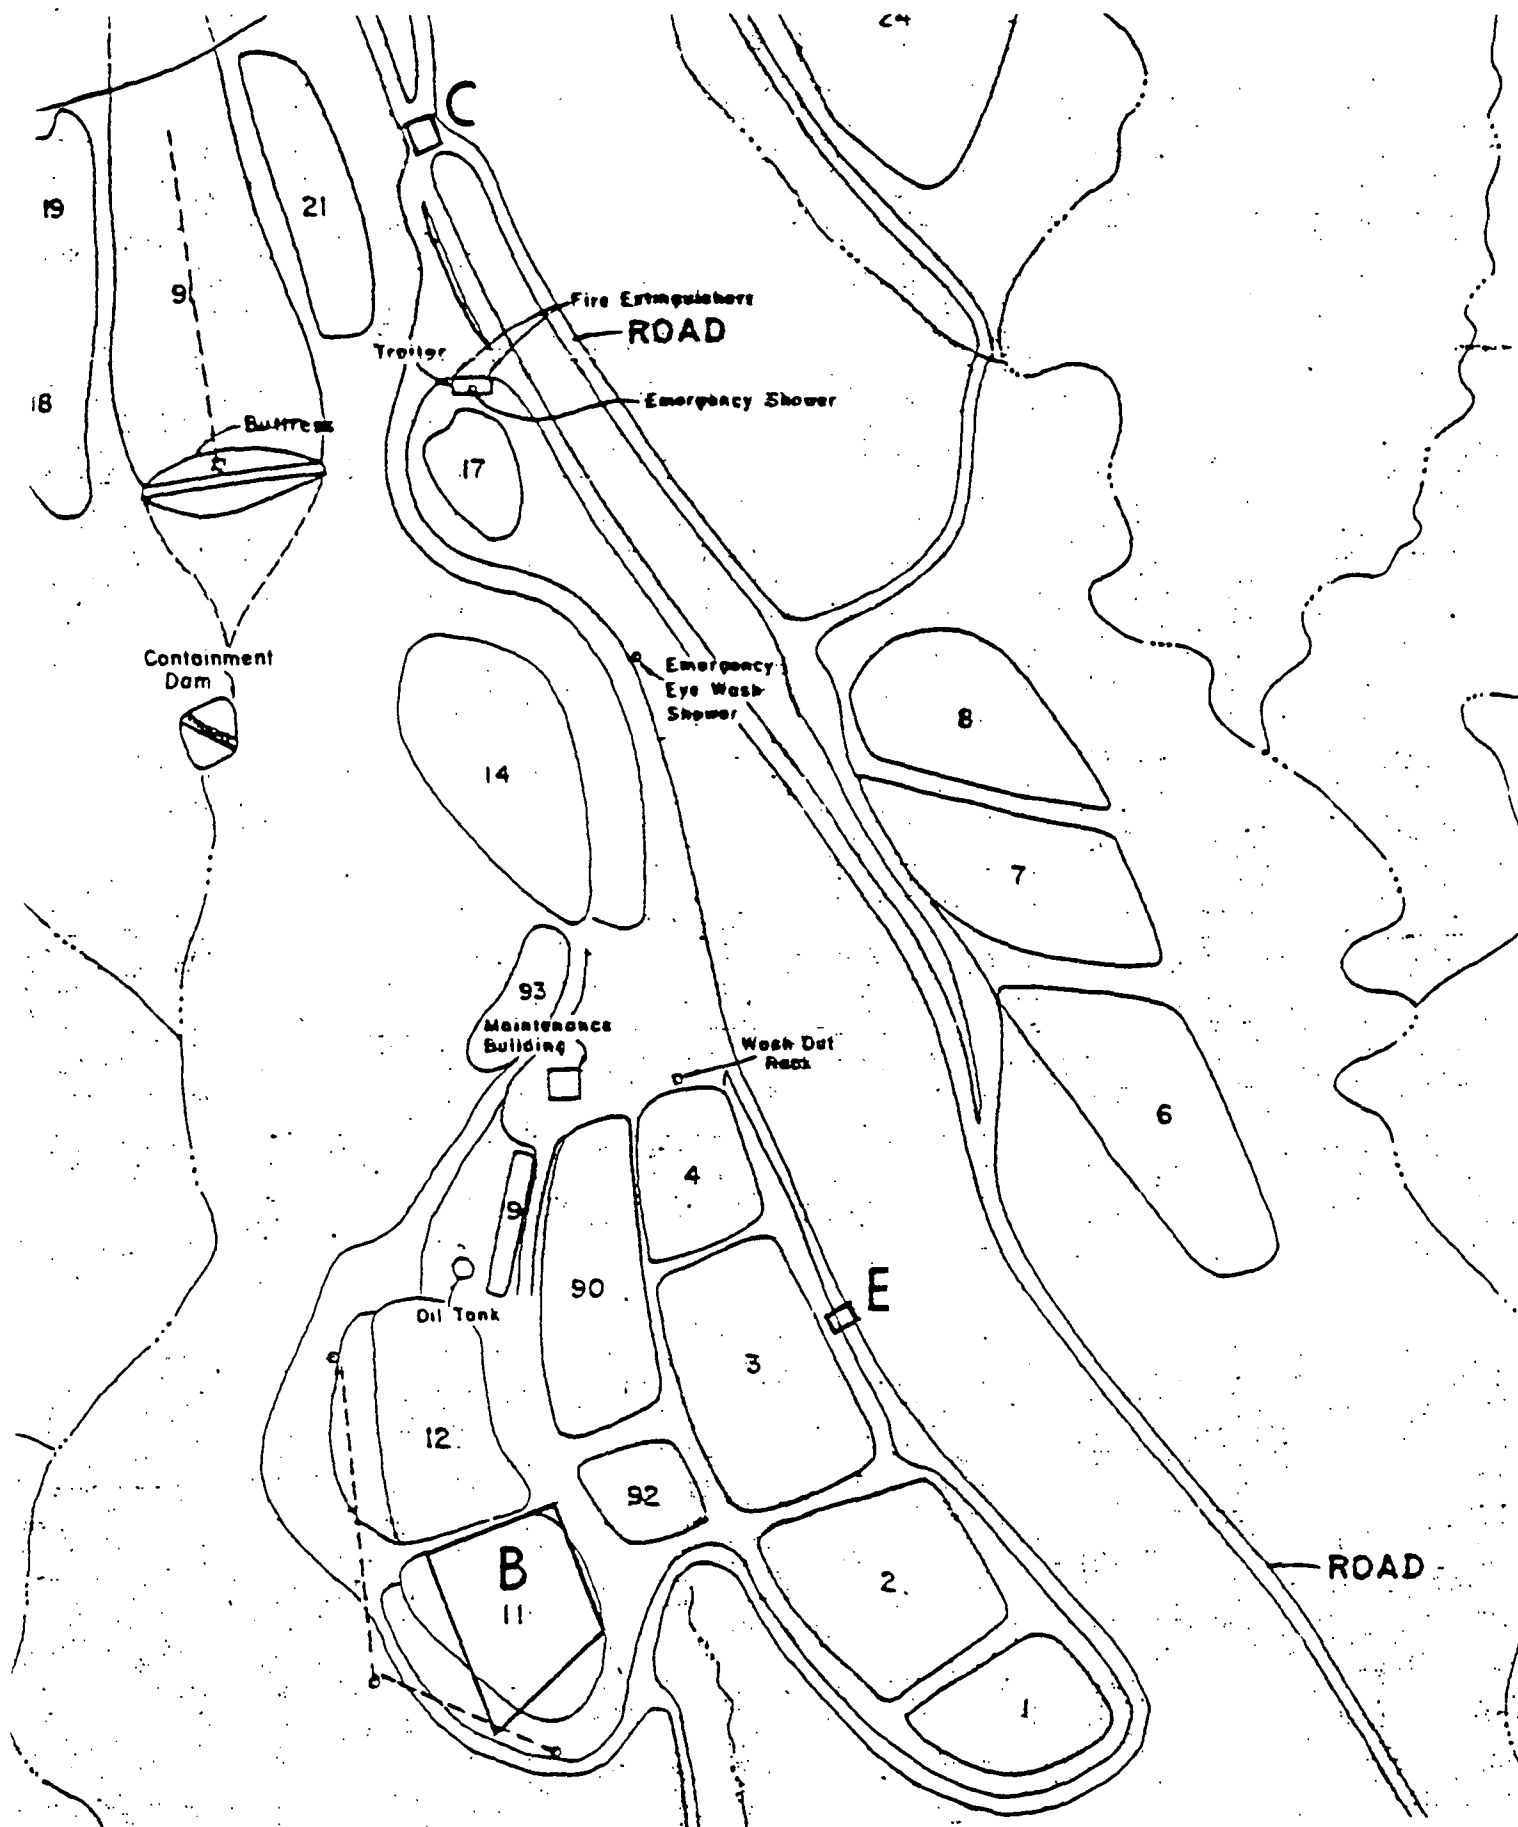 24
C
19
21
9
Fire Extinguishers
ROAD
Trailer
18
Emergency Shower
Buttress
17
Containment
Dam
Emergency
Eye Wash
Shower
8
14
7
93
Maintenance
Building
Wash Out
Rack
6
4
9
E
90
Oil Tank
3
12
92
B
11
2
ROAD
1